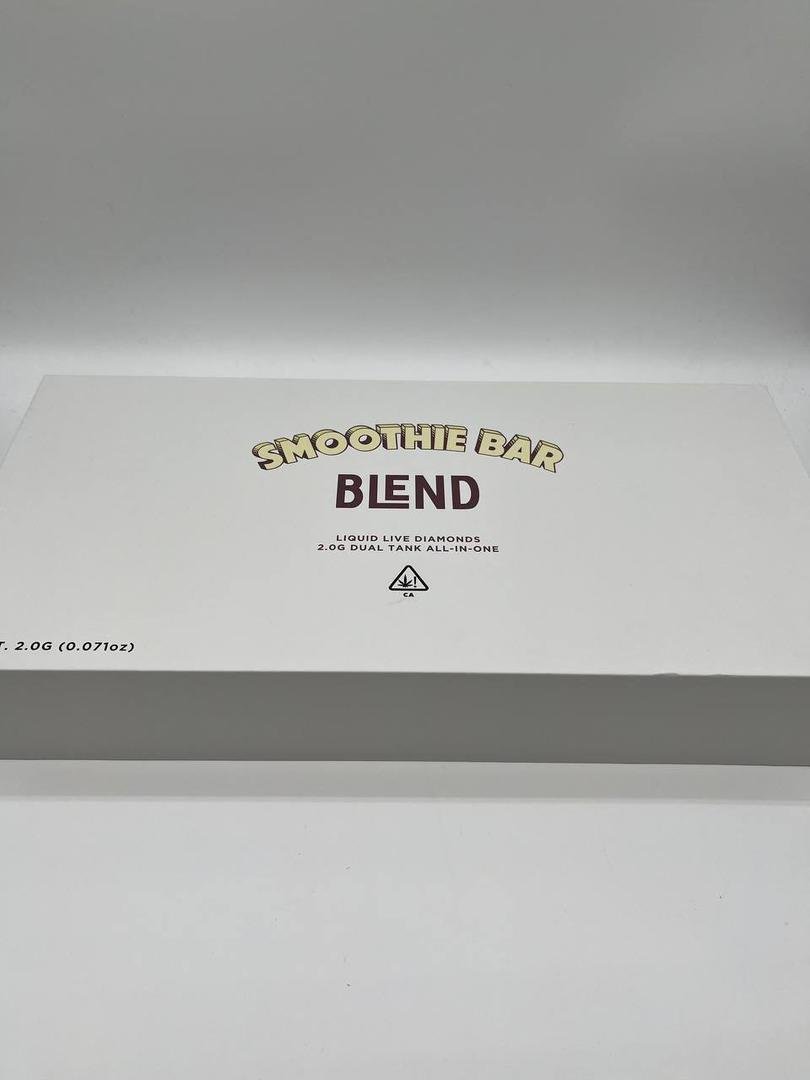 SMOOTHIE BAR
BLEND
LIQUID LIVE DIAMONDS
2.0G DUAL TANK ALL-IN-ONE
!
CA
T. 2.0G (0.071oz)